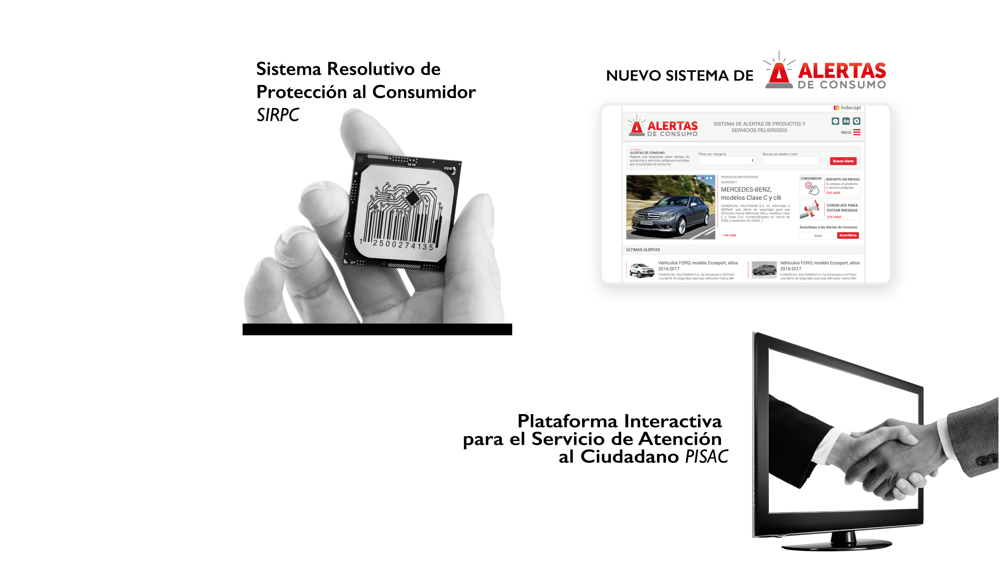 Sistema Resolutivo de
Protección al Consumidor
SIRPC
1 2500274135
NUEVO SISTEMA DE
ALERTAS
DE CONSUMO
Indecopi
ALERTAS
DE CONSUMO
SISTEMA DE ALERTAS DE PRODUCTOS Y
SERVICIOS PELIGROSOS
- Aa +
Menú
ALERTAS DE CONSUMO
Realice una búsqueda sobre alertas de
productos y servicios peligrosos emitidas
por la autoridad de consumo.
Filtrar por categoría
Buscar por palabra clave
Buscar alerta
VEHICULOS MOTORIZADOS
03/05/2017
MERCEDES-BENZ,
modelos Clase C y clk
COMERCIAL KAUFMANN S.A. ha informado a
SERNAC una alerta de seguridad para sus
vehículos marca Mercedes-Benz, modelos Clase
C y Clase GLK, comercializados en marzo de
2006 y noviembre de 2009 [...]
› Ver más
CONSUMIDOR
REPORTE UN RIESGO
Si conoce un producto
o servicio peligroso.
CLIC AQUÍ
CONSEJOS PARA
EVITAR RIESGOS
CLIC AQUÍ
Suscríbase a las Alertas de Consumo
Email
Suscribirse
ÚLTIMAS ALERTAS
Vehículos FORD, modelo Ecosport, años
2016-2017
COMERCIAL KAUFMANN S.A. ha informado a SERNAC
una alerta de seguridad para sus vehículos marca Mer
Vehículos FORD, modelo Ecosport, años
2016-2017
COMERCIAL KAUFMANN S.A. ha informado a SERNAC
una alerta de seguridad para sus vehículos marca Mer
Plataforma Interactiva
para el Servicio de Atención
al Ciudadano PISAC